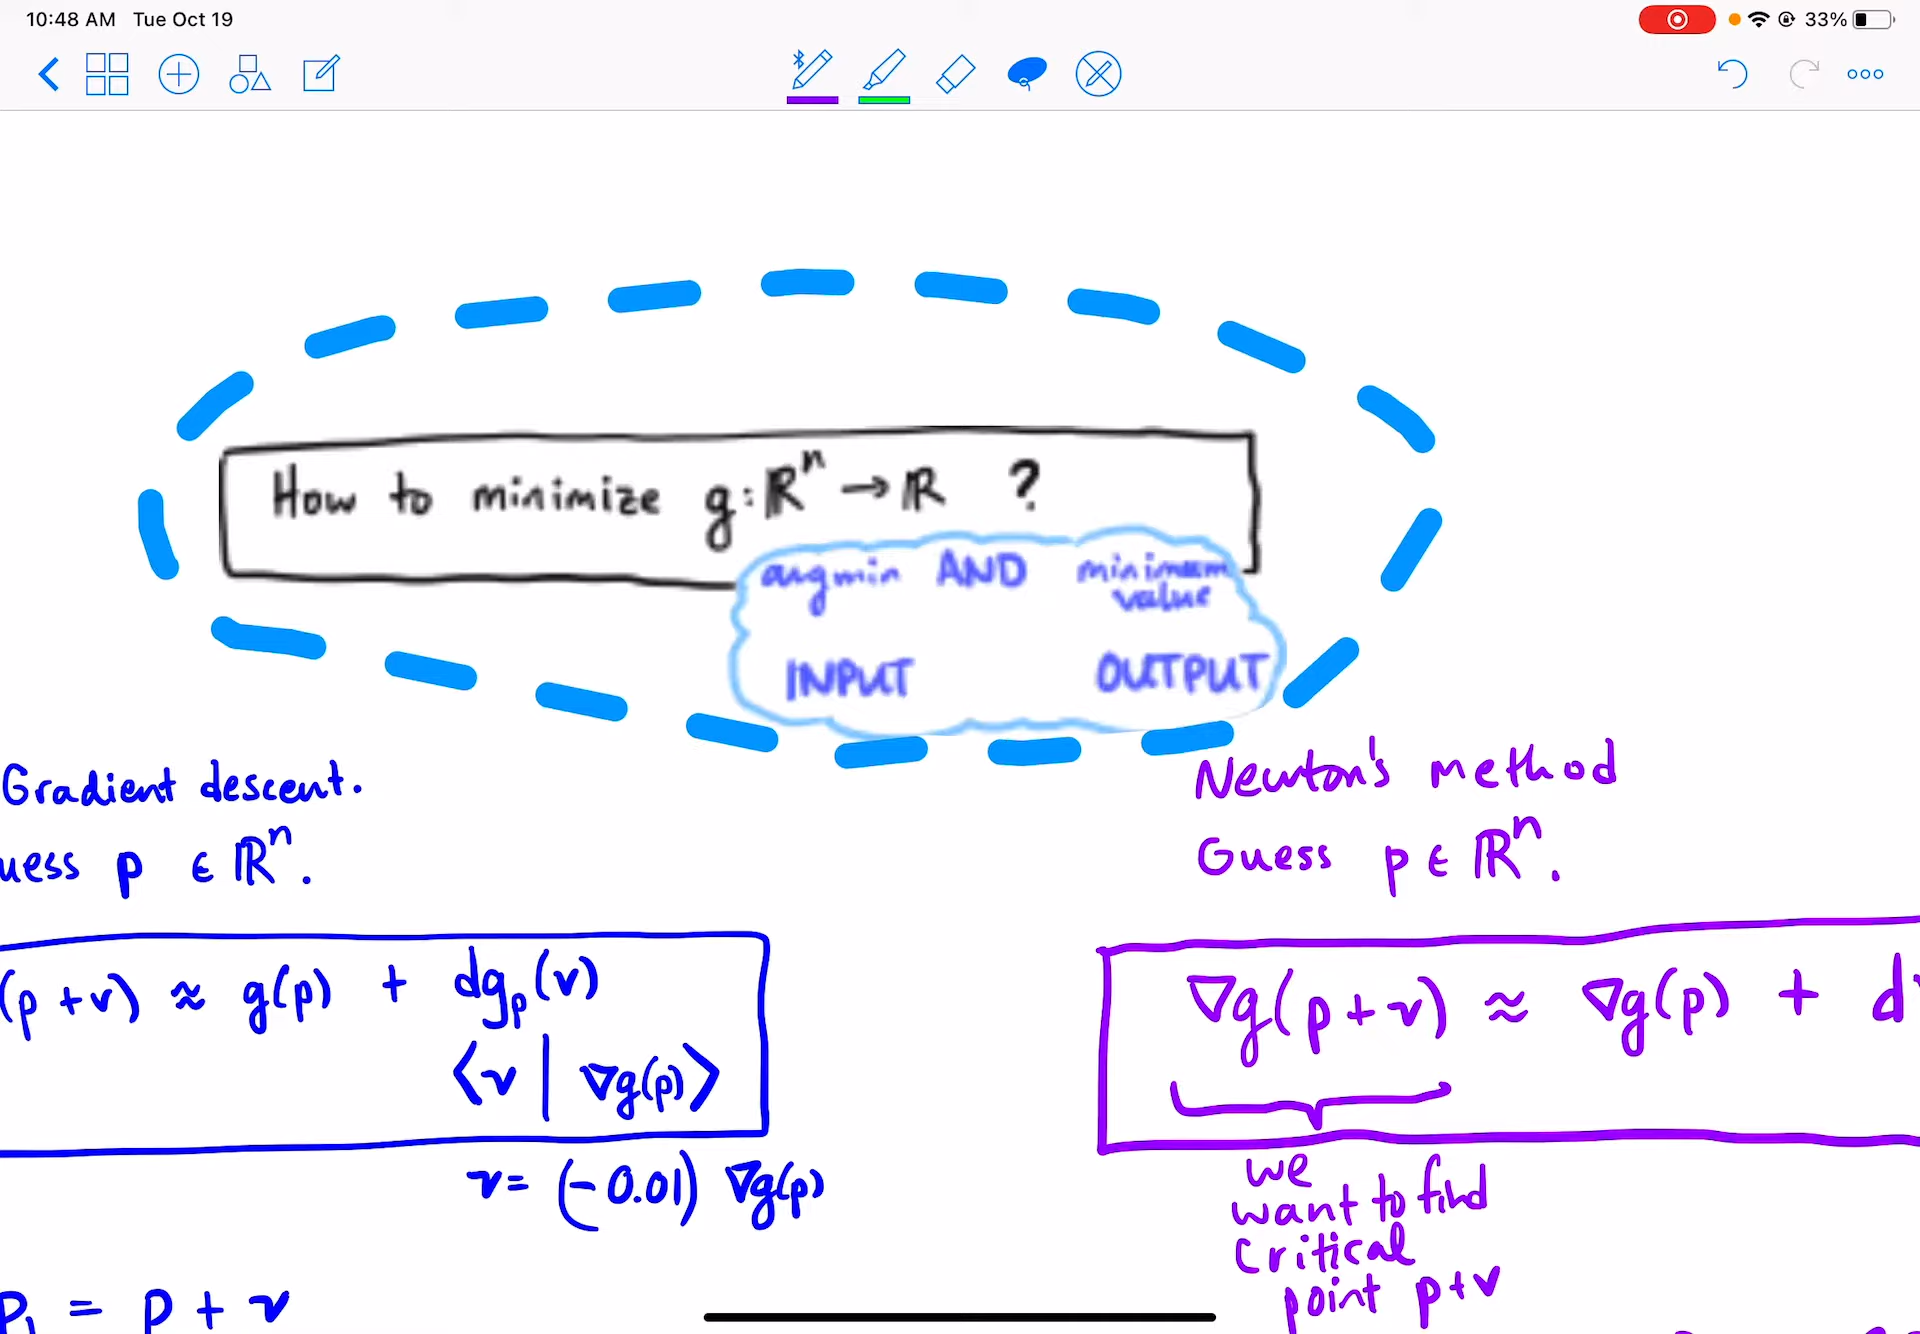 10:48 AM Tue Oct 19
33%
How to minimize g: ℝⁿ → ℝ ?
argmin AND minimum value
INPUT OUTPUT
Gradient descent.
uess p ∈ ℝⁿ.
(p + v) ≈ g(p) + dgₚ(v)
⟨v | ∇g(p)⟩
v = (-0.01) ∇g(p)
p₁ = p + v
Newton's method
Guess p ∈ ℝⁿ.
∇g(p + v) ≈ ∇g(p) + d
we
want to find
critical
point p+v